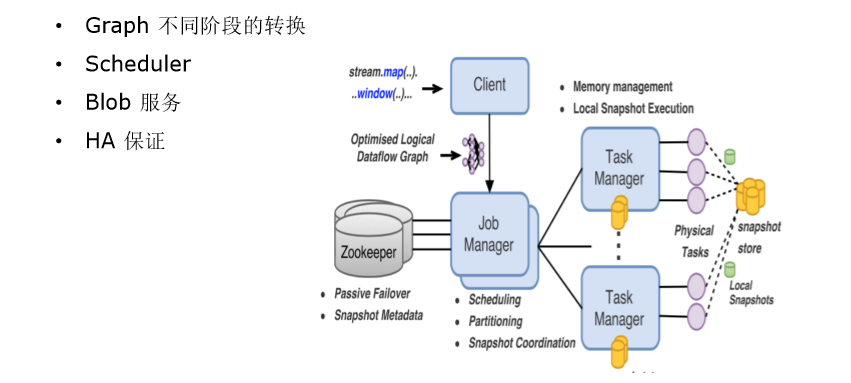 • Graph 不同阶段的转换
• Scheduler
• Blob 服务
• HA 保证
stream.map(..).
..window(..)...
Client
• Memory management
• Local Snapshot Execution
Optimised Logical
Dataflow Graph
Task
Manager
Job
Manager
Zookeeper
Physical
Tasks
snapshot
store
• Passive Failover
• Snapshot Metadata
• Scheduling
• Partitioning
• Snapshot Coordination
Task
Manager
Local
Snapshots